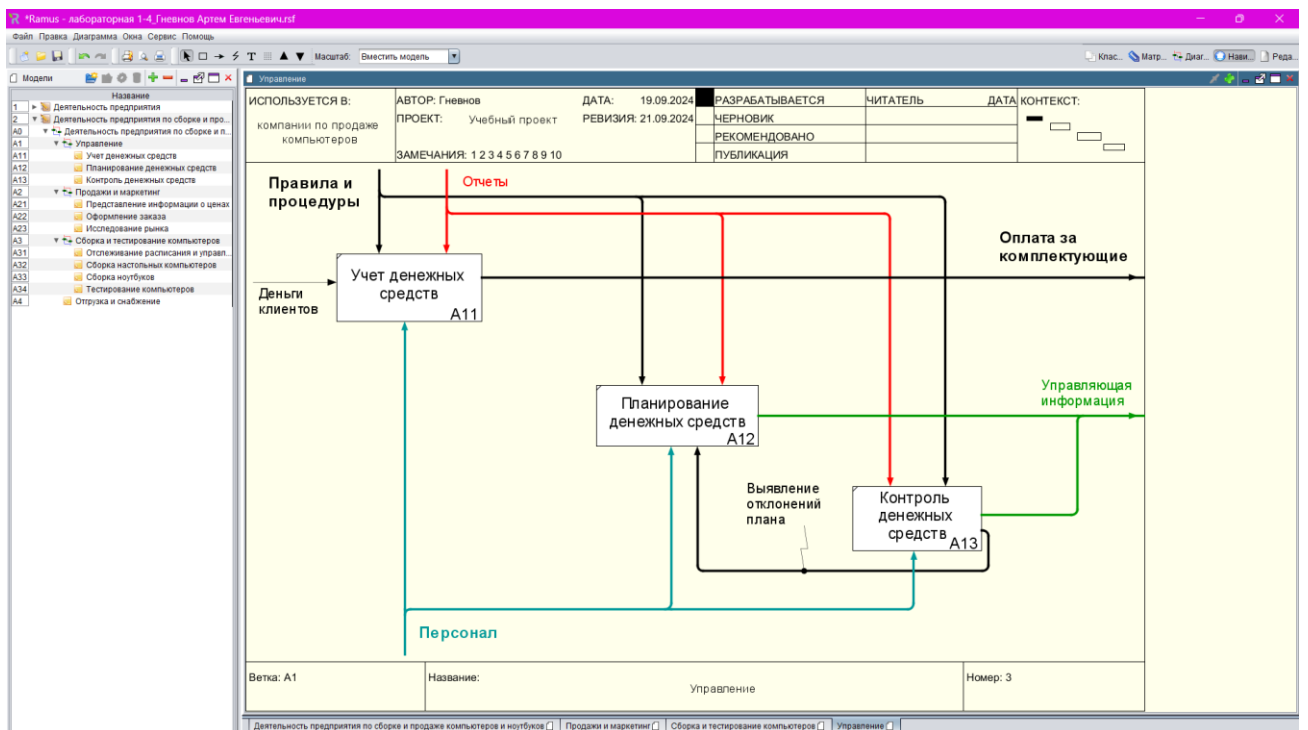 *Ramus - лабораторная 1-4_Гневнов Артем Евгеньевич.rsf
Файл Правка Диаграмма Окна Сервис Помощь
Масштаб: Вместить модель
Клас... Матр... Диаг... Нави... Реда...
Модели
Название
1 Деятельность предприятия
2 Деятельность предприятия по сборке и про...
A0 Деятельность предприятия по сборке и п...
A1 Управление
A11 Учет денежных средств
A12 Планирование денежных средств
A13 Контроль денежных средств
A2 Продажи и маркетинг
A21 Представление информации о ценах
A22 Оформление заказа
A23 Исследование рынка
A3 Сборка и тестирование компьютеров
A31 Отслеживание расписания и управл...
A32 Сборка настольных компьютеров
A33 Сборка ноутбуков
A34 Тестирование компьютеров
A4 Отгрузка и снабжение
Управление
ИСПОЛЬЗУЕТСЯ В:
компании по продаже
компьютеров
АВТОР: Гневнов
ДАТА: 19.09.2024
ПРОЕКТ: Учебный проект
РЕВИЗИЯ: 21.09.2024
ЗАМЕЧАНИЯ: 1 2 3 4 5 6 7 8 9 10
РАЗРАБАТЫВАЕТСЯ
ЧЕРНОВИК
РЕКОМЕНДОВАНО
ПУБЛИКАЦИЯ
ЧИТАТЕЛЬ
ДАТА
КОНТЕКСТ:
Правила и
процедуры
Отчеты
Оплата за
комплектующие
Учет денежных
средств
A11
Деньги
клиентов
Управляющая
информация
Планирование
денежных средств
A12
Выявление
отклонений
плана
Контроль
денежных
средств
A13
Персонал
Ветка: A1
Название:
Управление
Номер: 3
Деятельность предприятия по сборке и продаже компьютеров и ноутбуков
Продажи и маркетинг
Сборка и тестирование компьютеров
Управление